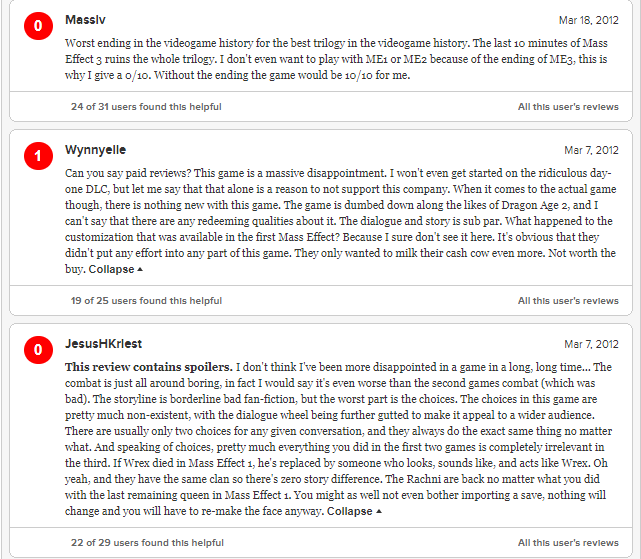 0
Massiv
Mar 18, 2012
Worst ending in the videogame history for the best trilogy in the videogame history. The last 10 minutes of Mass
Effect 3 ruins the whole trilogy. I don't even want to play with ME1 or ME2 because of the ending of ME3, this is
why I give a 0/10. Without the ending the game would be 10/10 for me.
24 of 31 users found this helpful
All this user's reviews
1
Wynnyelle
Mar 7, 2012
Can you say paid reviews? This game is a massive disappointment. I won't even get started on the ridiculous day-
one DLC, but let me say that that alone is a reason to not support this company. When it comes to the actual game
though, there is nothing new with this game. The game is dumbed down along the likes of Dragon Age 2, and I
can't say that there are any redeeming qualities about it. The dialogue and story is sub par. What happened to the
customization that was available in the first Mass Effect? Because I sure don't see it here. It's obvious that they
didn't put any effort into any part of this game. They only wanted to milk their cash cow even more. Not worth the
buy. Collapse
19 of 25 users found this helpful
All this user's reviews
0
JesusHKriest
Mar 7, 2012
This review contains spoilers. I don't think I've been more disappointed in a game in a long, long time... The
combat is just all around boring, in fact I would say it's even worse than the second games combat (which was
bad). The storyline is borderline bad fan-fiction, but the worst part is the choices. The choices in this game are
pretty much non-existent, with the dialogue wheel being further gutted to make it appeal to a wider audience.
There are usually only two choices for any given conversation, and they always do the exact same thing no matter
what. And speaking of choices, pretty much everything you did in the first two games is completely irrelevant in
the third. If Wrex died in Mass Effect 1, he's replaced by someone who looks, sounds like, and acts like Wrex. Oh
yeah, and they have the same clan so there's zero story difference. The Rachni are back no matter what you did
with the last remaining queen in Mass Effect 1. You might as well not even bother importing a save, nothing will
change and you will have to re-make the face anyway. Collapse
22 of 29 users found this helpful
All this user's reviews